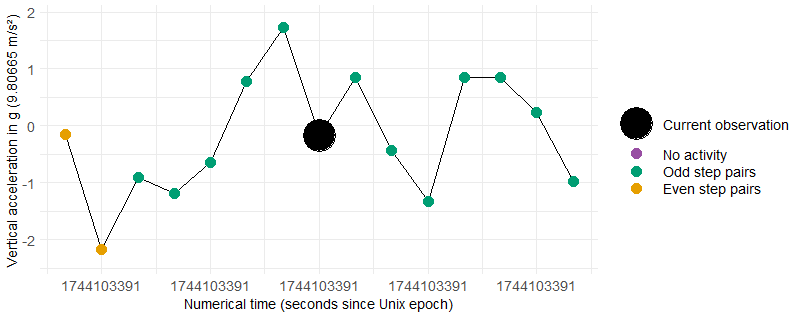 Vertical acceleration in g (9.80665 m/s²)
2
1
0
-1
-2
1744103391 1744103391 1744103391 1744103391 1744103391
Numerical time (seconds since Unix epoch)
Current observation
No activity
Odd step pairs
Even step pairs